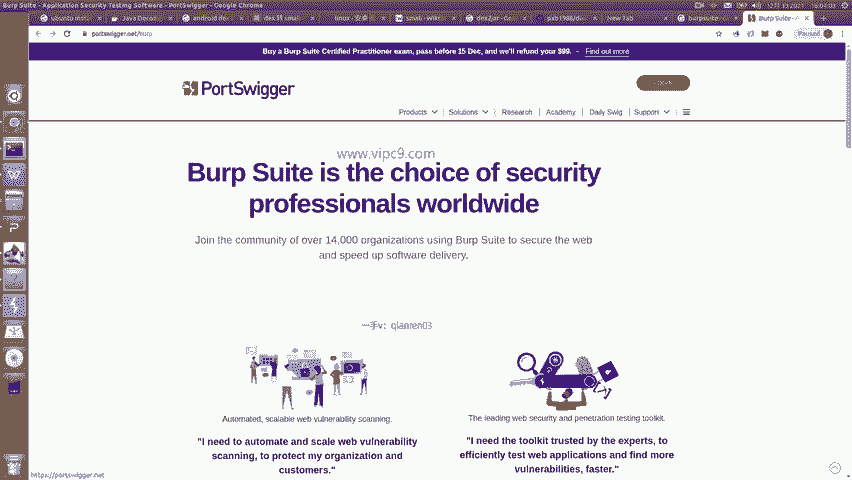 Burp Suite - Application Security Testing Software - PortSwigger - Google Chrome
ubuntu insta
Java Decom
android de
dex 转 smali
smali - Wiki
dex2jar - Co
pxb1988/de
New Tab
burpsuite -
Burp Suite - A
portswigger.net/burp
Paused
Buy a Burp Suite Certified Practitioner exam, pass before 15 Dec, and we'll refund your $99. - Find out more
PortSwigger
LOGIN
Products
Solutions
Research
Academy
Daily Swig
Support
www.vipc9.com
Burp Suite is the choice of security
professionals worldwide
Join the community of over 14,000 organizations using Burp Suite to secure the web
and speed up software delivery.
一手v: qianren03
Automated, scalable web vulnerability scanning.
The leading web security and penetration testing toolkit.
"I need to automate and scale web vulnerability
scanning, to protect my organization and
customers."
"I need the toolkit trusted by the experts, to
efficiently test web applications and find more
vulnerabilities, faster."
https://portswigger.net